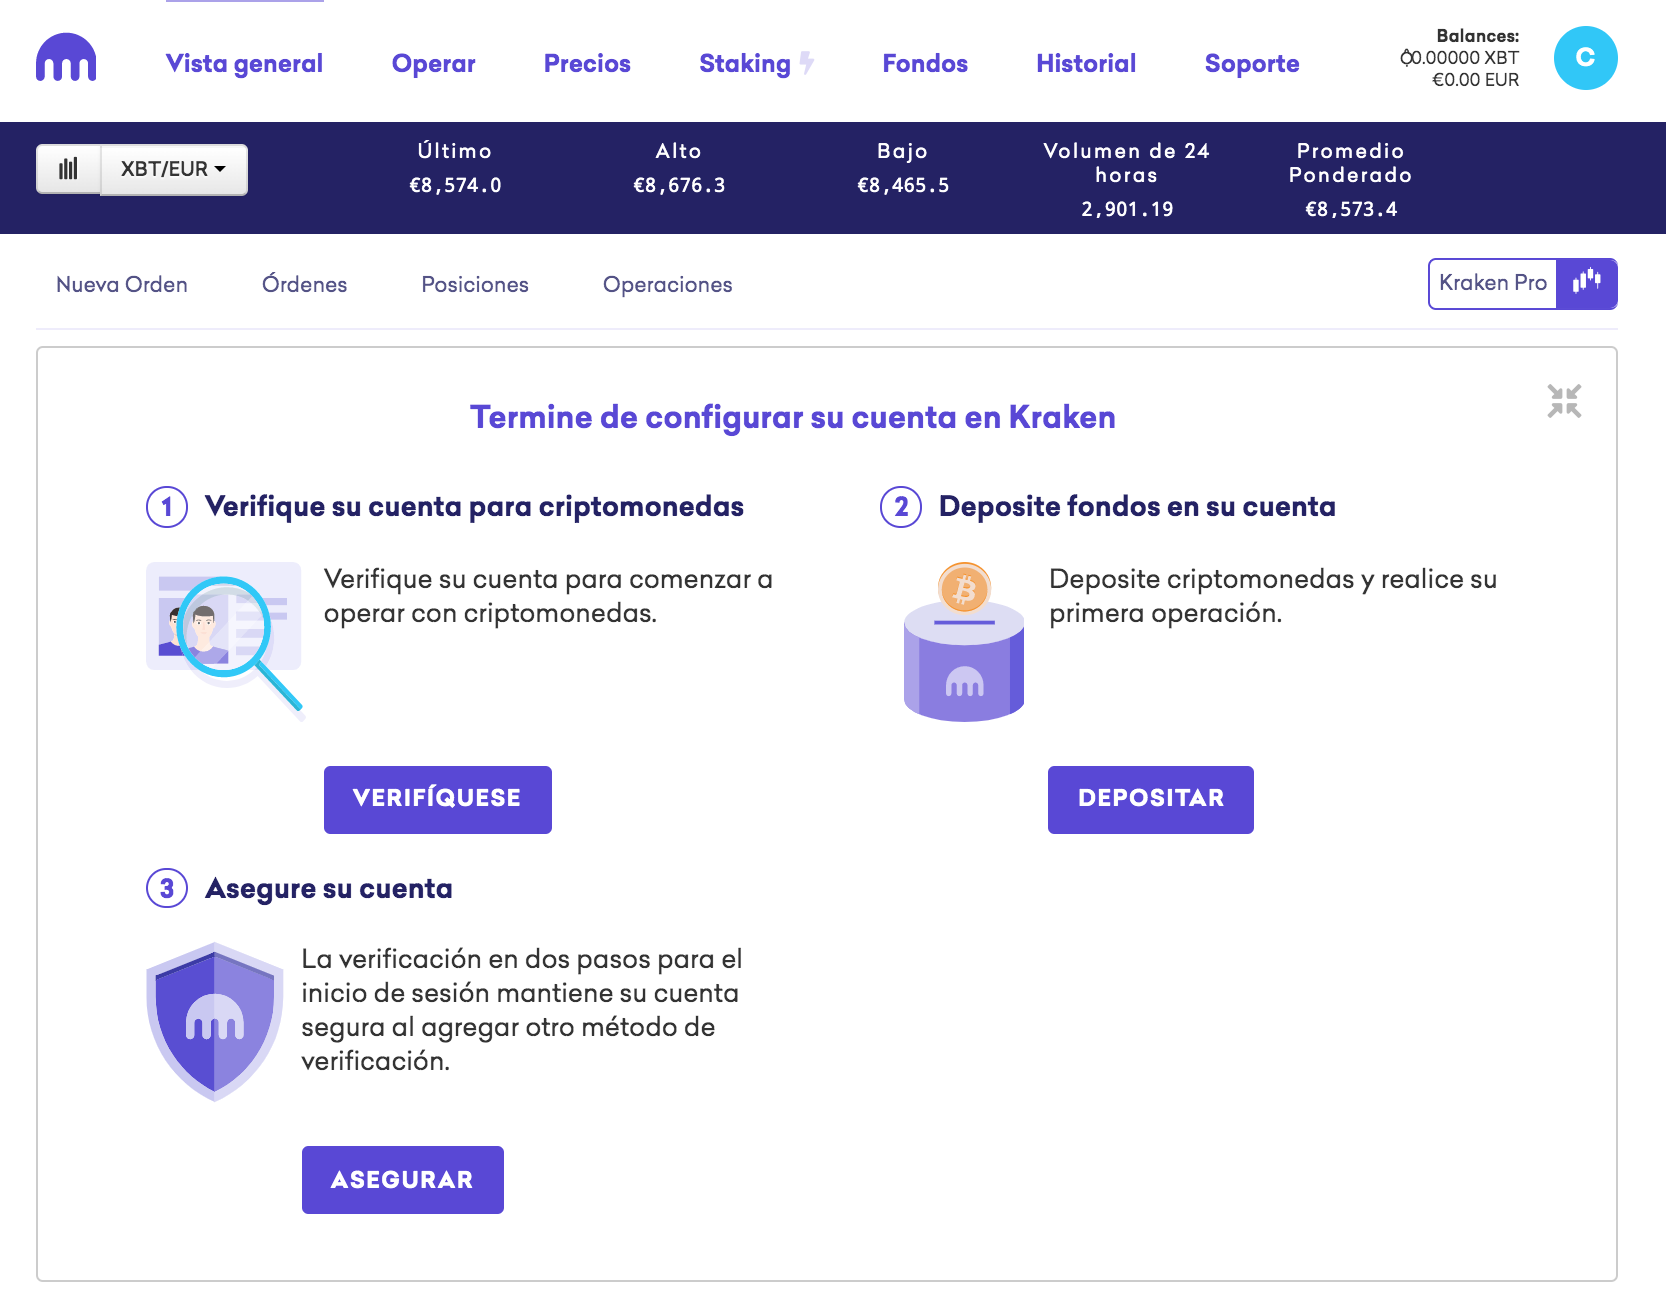 Vista general
Operar
Precios
Staking
Fondos
Historial
Soporte
Balances:
0.00000 XBT
€0.00 EUR
C
XBT/EUR
Último
€8,574.0
Alto
€8,676.3
Bajo
€8,465.5
Volumen de 24
horas
2,901.19
Promedio
Ponderado
€8,573.4
Nueva Orden
Órdenes
Posiciones
Operaciones
Kraken Pro
Termine de configurar su cuenta en Kraken
1 Verifique su cuenta para criptomonedas
Verifique su cuenta para comenzar a
operar con criptomonedas.
VERIFÍQUESE
2 Deposite fondos en su cuenta
Deposite criptomonedas y realice su
primera operación.
DEPOSITAR
3 Asegure su cuenta
La verificación en dos pasos para el
inicio de sesión mantiene su cuenta
segura al agregar otro método de
verificación.
ASEGURAR